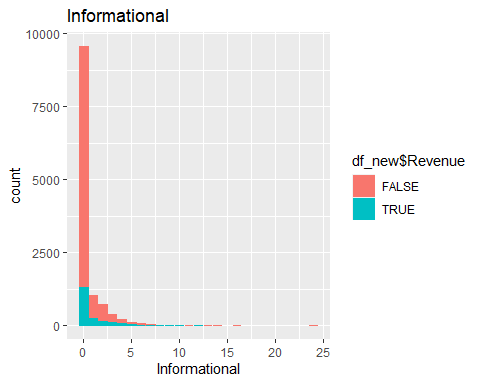 Informational
10000
7500
5000
2500
0
count
0 5 10 15 20 25
Informational
df_new$Revenue
FALSE
TRUE